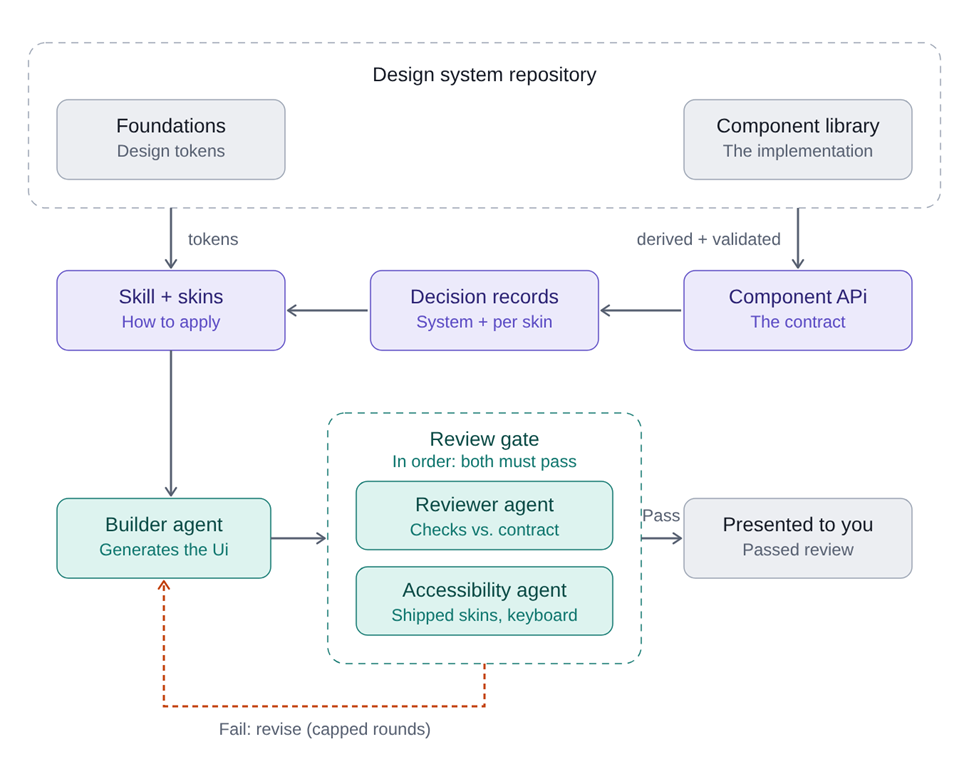 Design system repository
Foundations
Design tokens
Component library
The implementation
tokens
derived + validated
Skill + skins
How to apply
Decision records
System + per skin
Component APi
The contract
Review gate
In order: both must pass
Builder agent
Generates the Ui
Reviewer agent
Checks vs. contract
Accessibility agent
Shipped skins, keyboard
Pass
Presented to you
Passed review
Fail: revise (capped rounds)